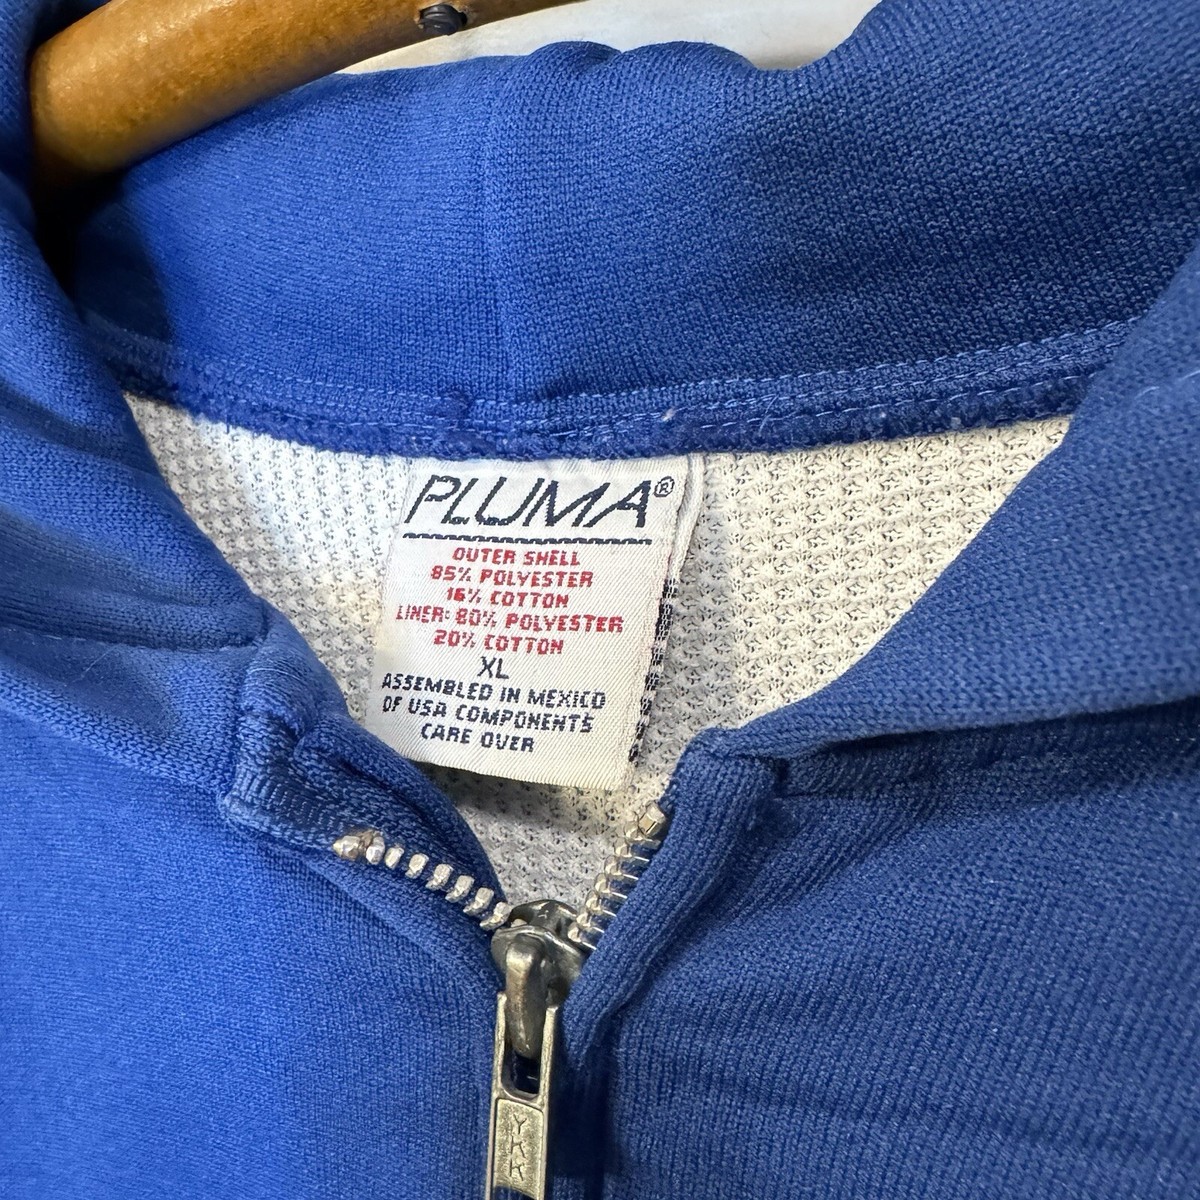 PLUMA®
OUTER SHELL
85% POLYESTER
16% COTTON
LINER: 80% POLYESTER
20% COTTON
XL
ASSEMBLED IN MEXICO
OF USA COMPONENTS
CARE OVER
YKK